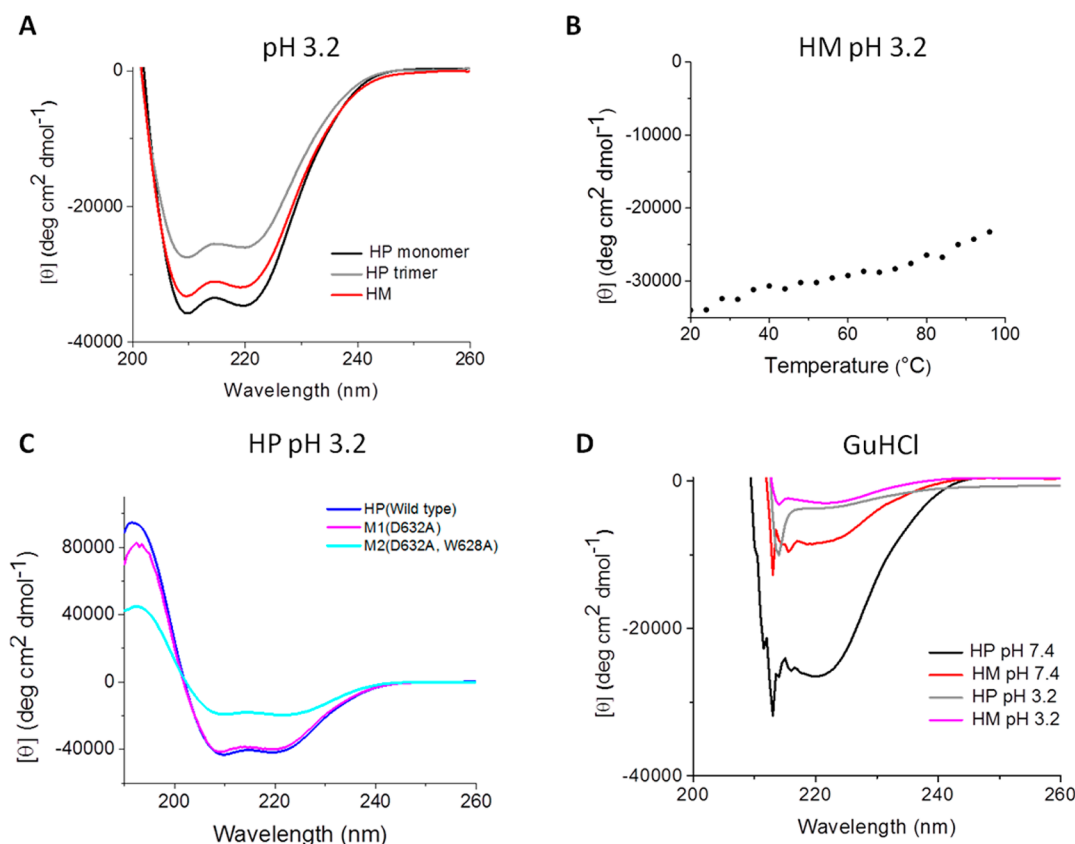 A
pH 3.2
0
-20000
-40000
[θ] (deg cm² dmol⁻¹)
HP monomer
HP trimer
HM
200 220 240 260
Wavelength (nm)
B
HM pH 3.2
0
-10000
-20000
-30000
[θ] (deg cm² dmol⁻¹)
20 40 60 80 100
Temperature (°C)
C
HP pH 3.2
80000
40000
0
-40000
[θ] (deg cm² dmol⁻¹)
HP(Wild type)
M1(D632A)
M2(D632A, W628A)
200 220 240 260
Wavelength (nm)
D
GuHCl
0
-20000
-40000
[θ] (deg cm² dmol⁻¹)
HP pH 7.4
HM pH 7.4
HP pH 3.2
HM pH 3.2
200 220 240 260
Wavelength (nm)